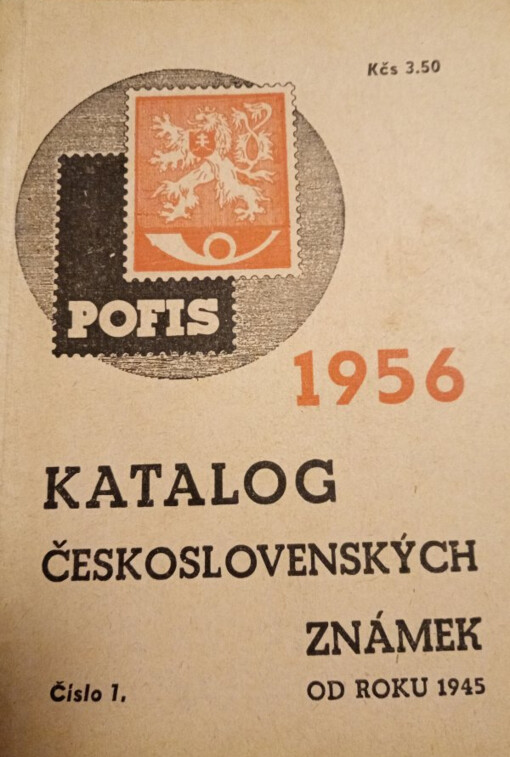 Kčs 3.50
POFIS
1956
KATALOG
ČESKOSLOVENSKÝCH
ZNÁMEK
Číslo 1, OD ROKU 1945